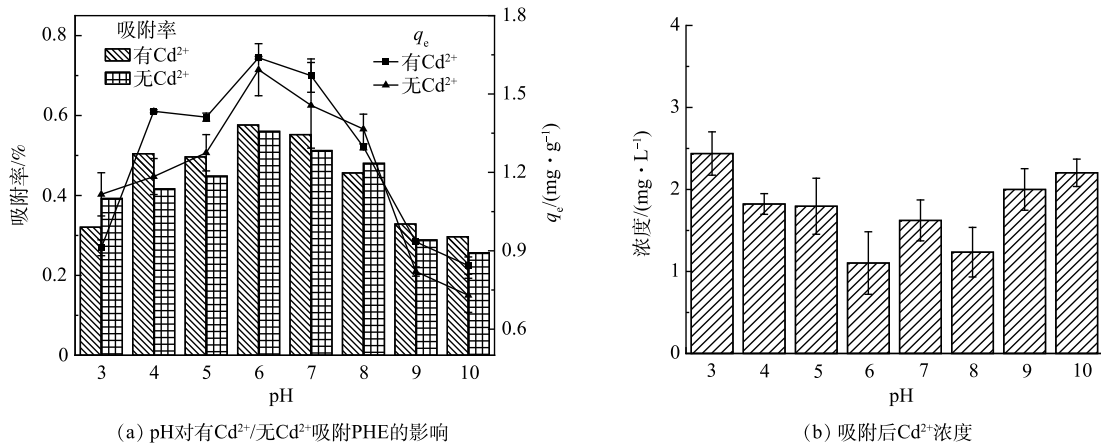 吸附率
有Cd²⁺
无Cd²⁺
qₑ
有Cd²⁺
无Cd²⁺
0.8
0.6
0.4
0.2
0
吸附率/%
1.8
1.5
1.2
0.9
0.6
qₑ/(mg·g⁻¹)
3 4 5 6 7 8 9 10
pH
(a) pH对有Cd²⁺/无Cd²⁺吸附PHE的影响
4
3
2
1
0
浓度/(mg·L⁻¹)
3 4 5 6 7 8 9 10
pH
(b) 吸附后Cd²⁺浓度